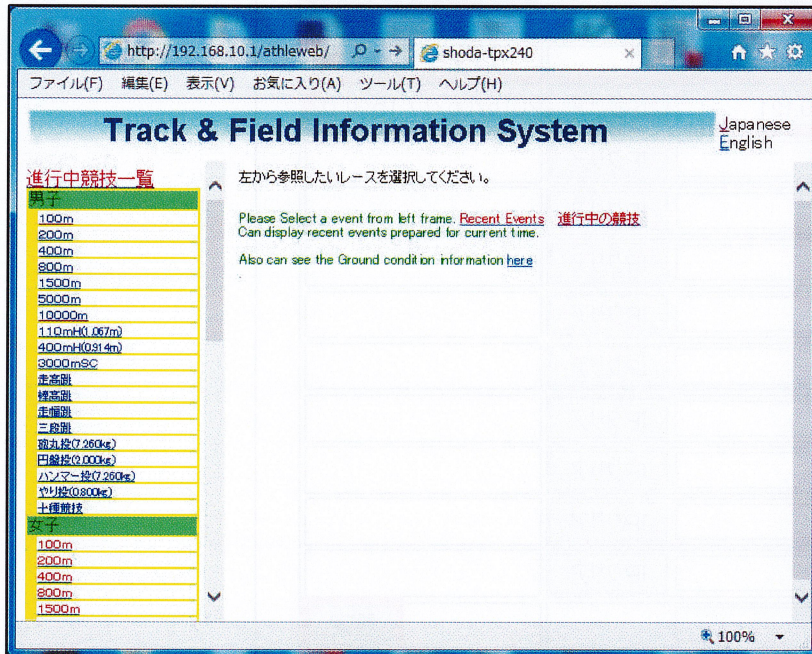 http://192.168.10.1/athleweb/
shoda-tpx240
ファイル(F) 編集(E) 表示(V) お気に入り(A) ツール(T) ヘルプ(H)
Track & Field Information System
Japanese
English
進行中競技一覧
男子
100m
200m
400m
800m
1500m
5000m
10000m
110mH(1.067m)
400mH(0.914m)
3000mSC
走高跳
棒高跳
走幅跳
三段跳
砲丸投(7.260kg)
円盤投(2.000kg)
ハンマー投(7.260kg)
やり投(0.800kg)
十種競技
女子
100m
200m
400m
800m
1500m
左から参照したいレースを選択してください。
Please Select a event from left frame. Recent Events 進行中の競技
Can display recent events prepared for current time.
Also can see the Ground condition information here
.
100%